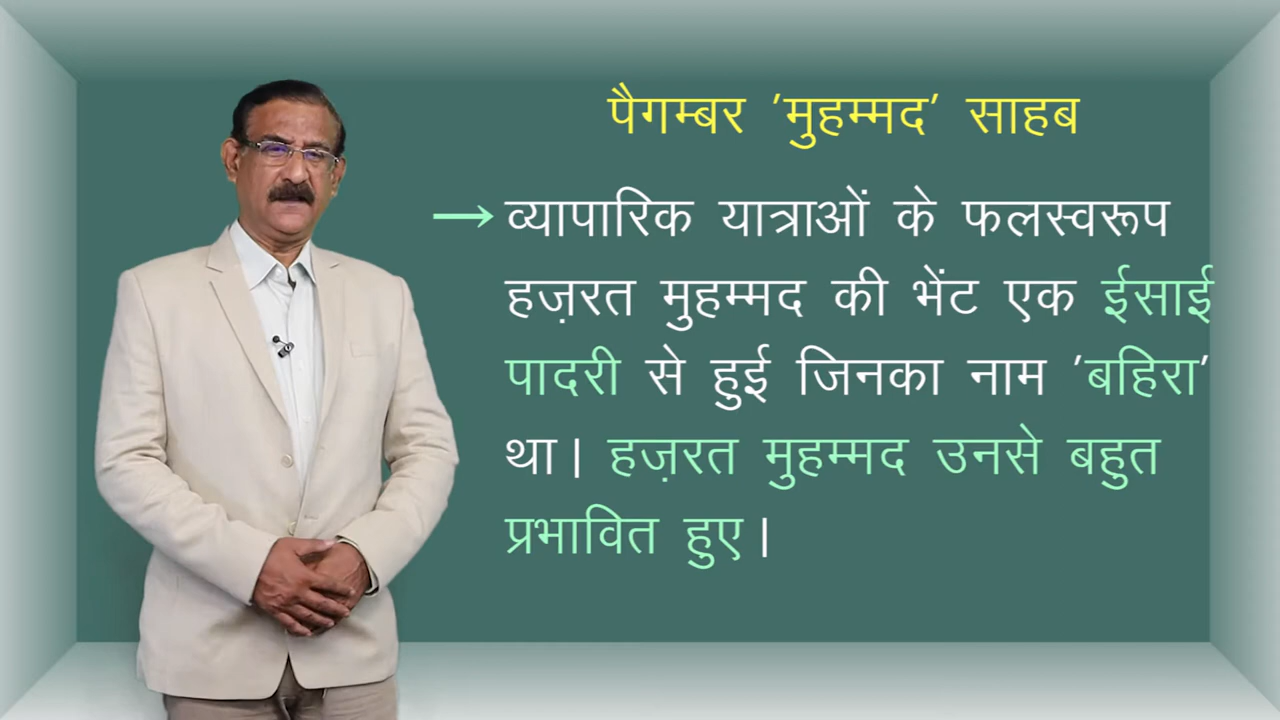 पैगम्बर ’मुहम्मद’ साहब
→ व्यापारिक यात्राओं के फलस्वरूप
हज़रत मुहम्मद की भेंट एक ईसाई
पादरी से हुई जिनका नाम ’बहिरा’
था। हज़रत मुहम्मद उनसे बहुत
प्रभावित हुए।